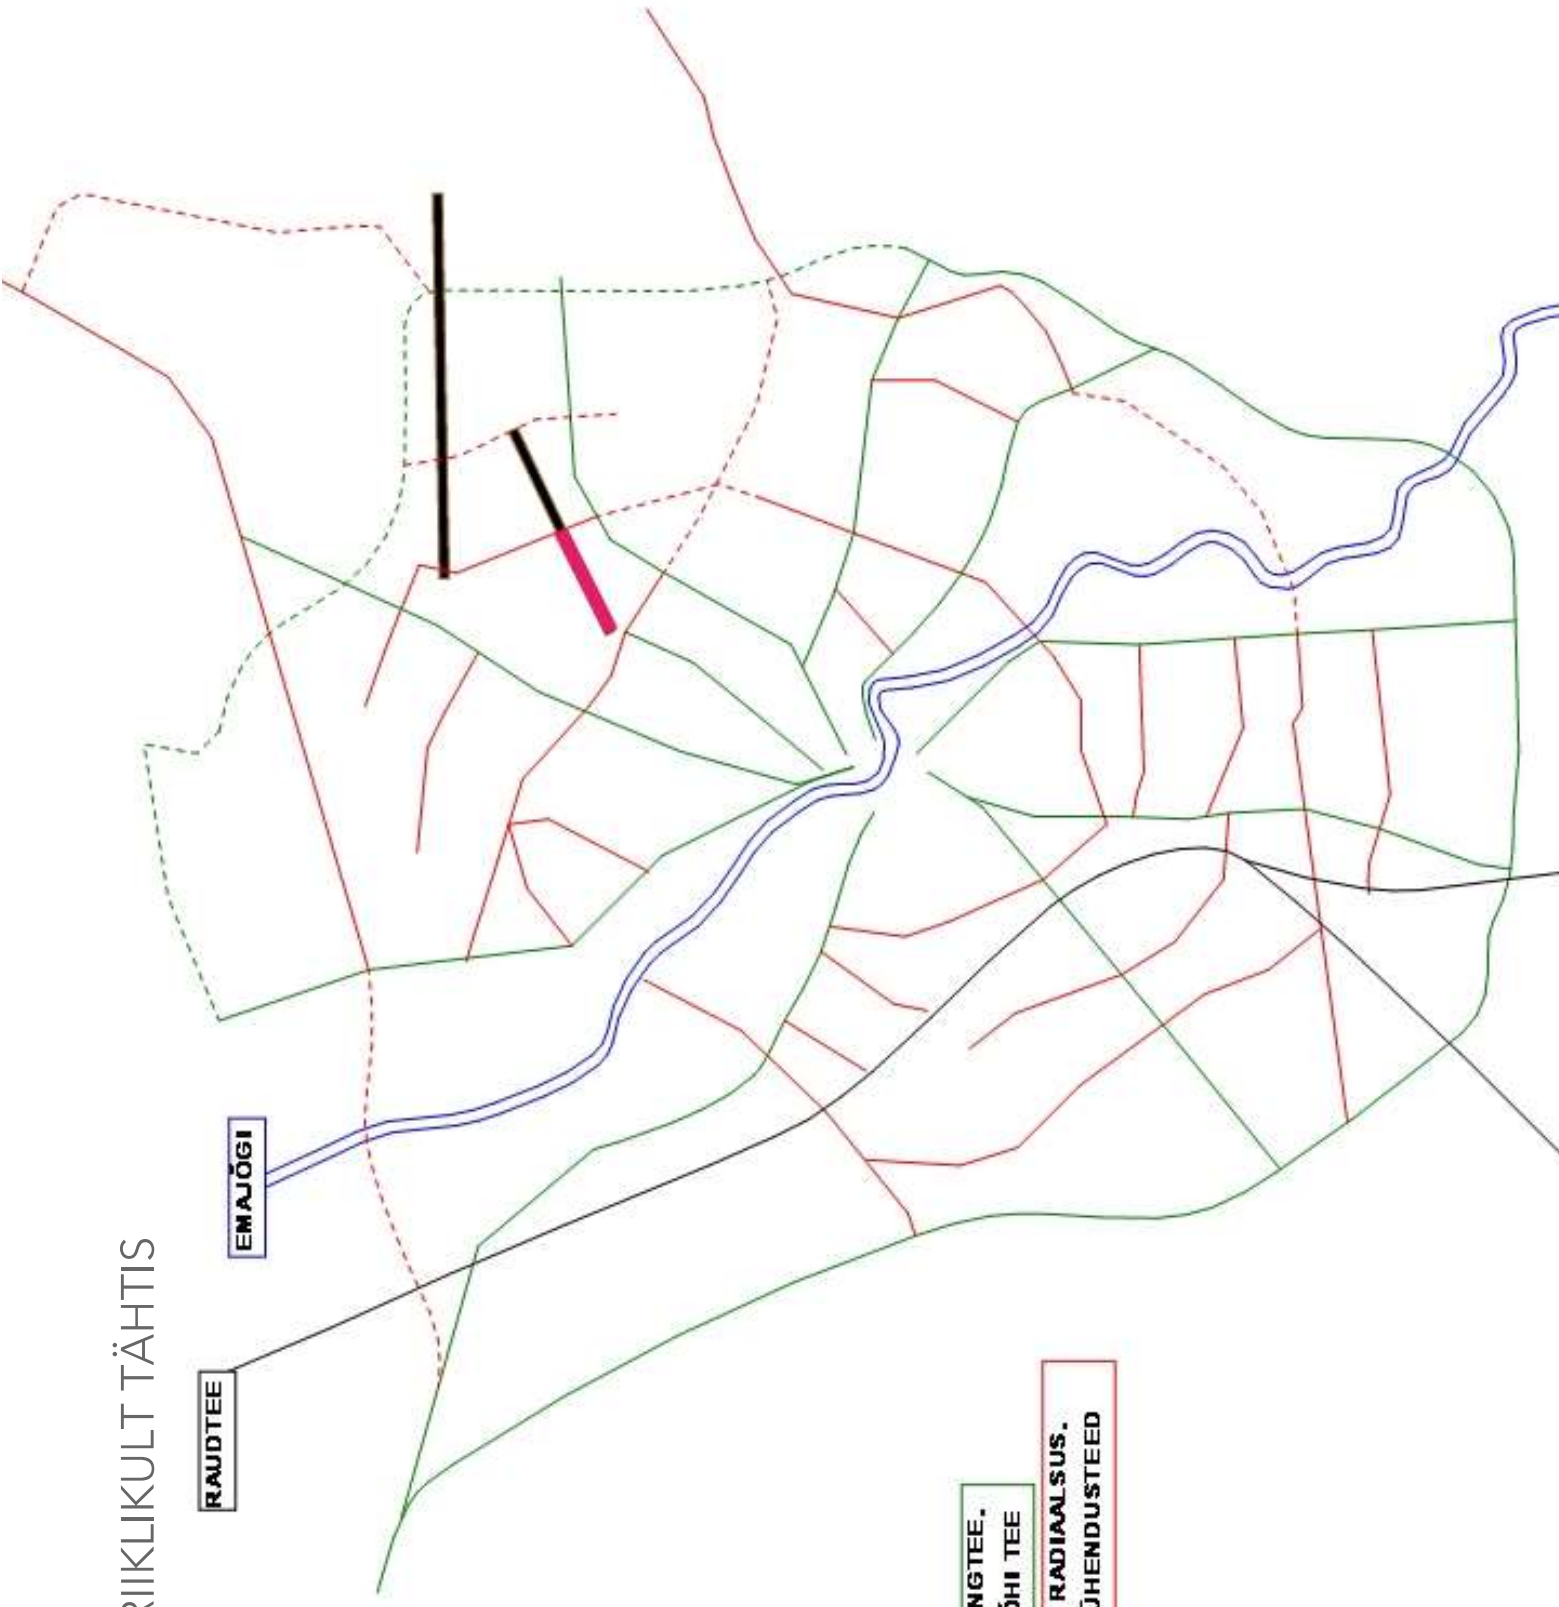 RIIKLIKULT TÄHTIS
EMAJÕGI
RAUDTEE
NGTEE.
ÕHI TEE
RADIAALSUS.
ÜHENDUSTEED